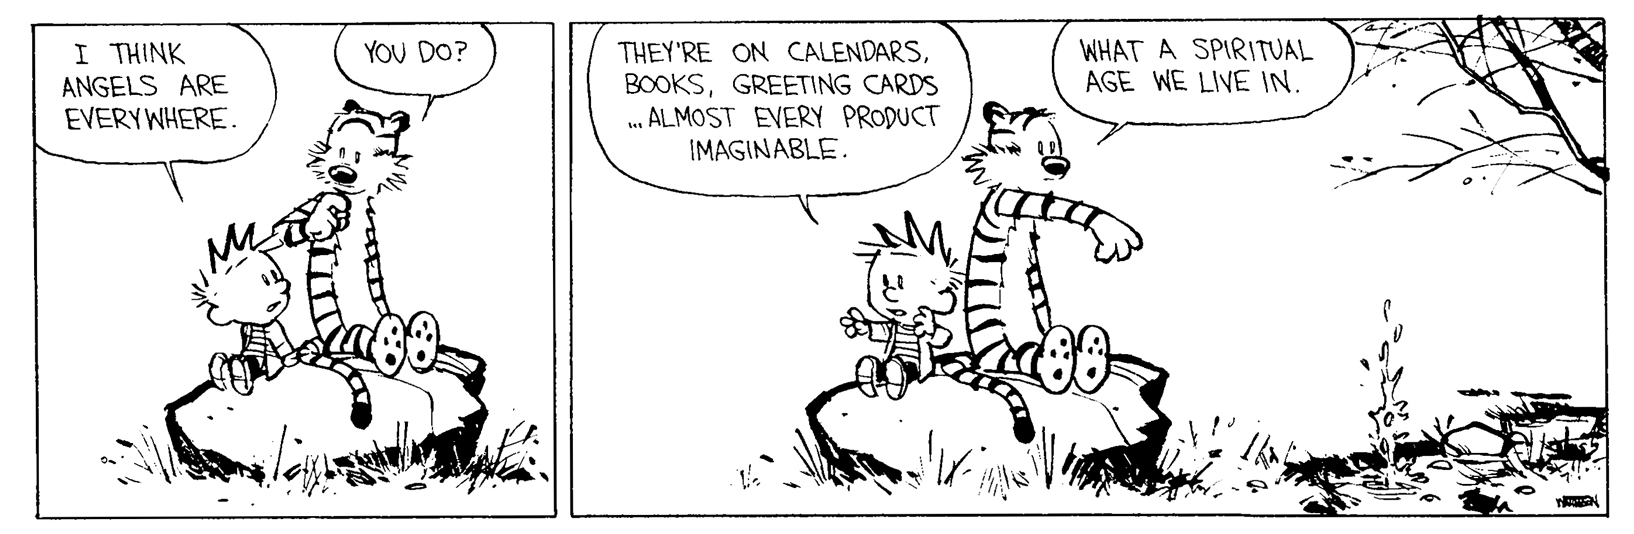 I THINK
ANGELS ARE
EVERYWHERE.
YOU DO?
THEY'RE ON CALENDARS,
BOOKS, GREETING CARDS
...ALMOST EVERY PRODUCT
IMAGINABLE.
WHAT A SPIRITUAL
AGE WE LIVE IN.
WATTERSON